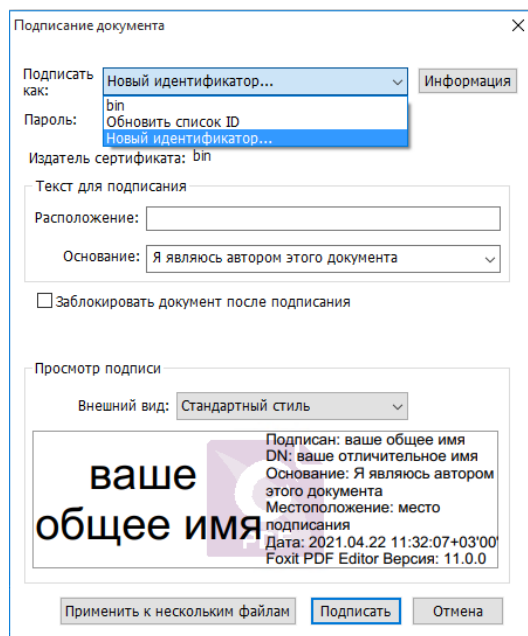 Подписание документа
Подписать как:
Новый идентификатор...
Информация
bin
Обновить список ID
Новый идентификатор...
Пароль:
Издатель сертификата: bin
Текст для подписания
Расположение:
Основание: Я являюсь автором этого документа
Заблокировать документ после подписания
Просмотр подписи
Внешний вид: Стандартный стиль
ваше
общее имя
Подписан: ваше общее имя
DN: ваше отличительное имя
Основание: Я являюсь автором
этого документа
Местоположение: место
подписания
Дата: 2021.04.22 11:32:07+03'00'
Foxit PDF Editor Версия: 11.0.0
PDF
Применить к нескольким файлам
Подписать
Отмена